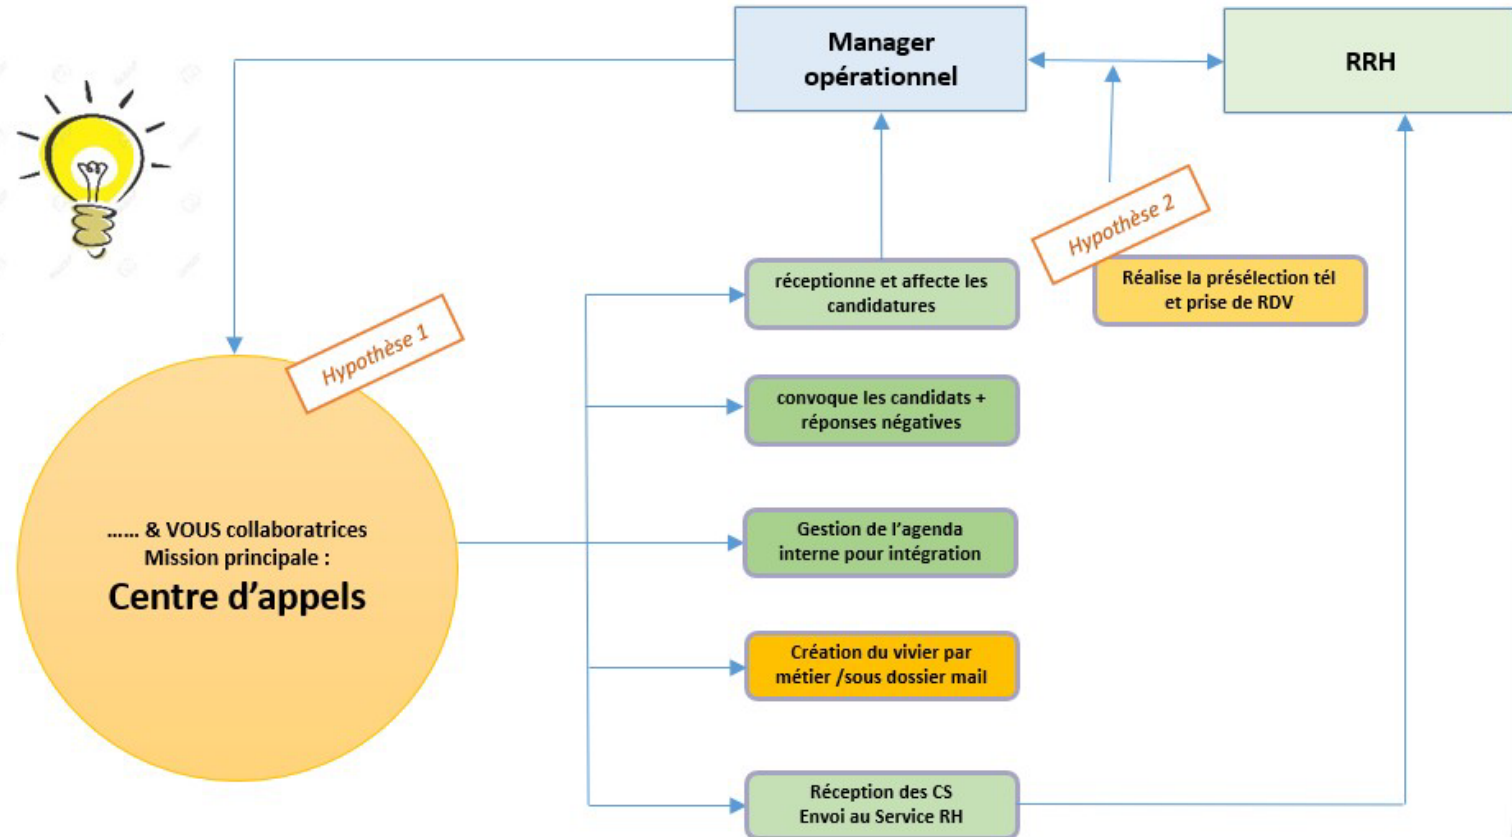 Manager
opérationnel
RRH
Hypothèse 2
réceptionne et affecte les
candidatures
Réalise la présélection tél
et prise de RDV
Hypothèse 1
convoque les candidats +
réponses négatives
...... & VOUS collaboratrices
Mission principale :
Centre d'appels
Gestion de l'agenda
interne pour intégration
Création du vivier par
métier /sous dossier mail
Réception des CS
Envoi au Service RH